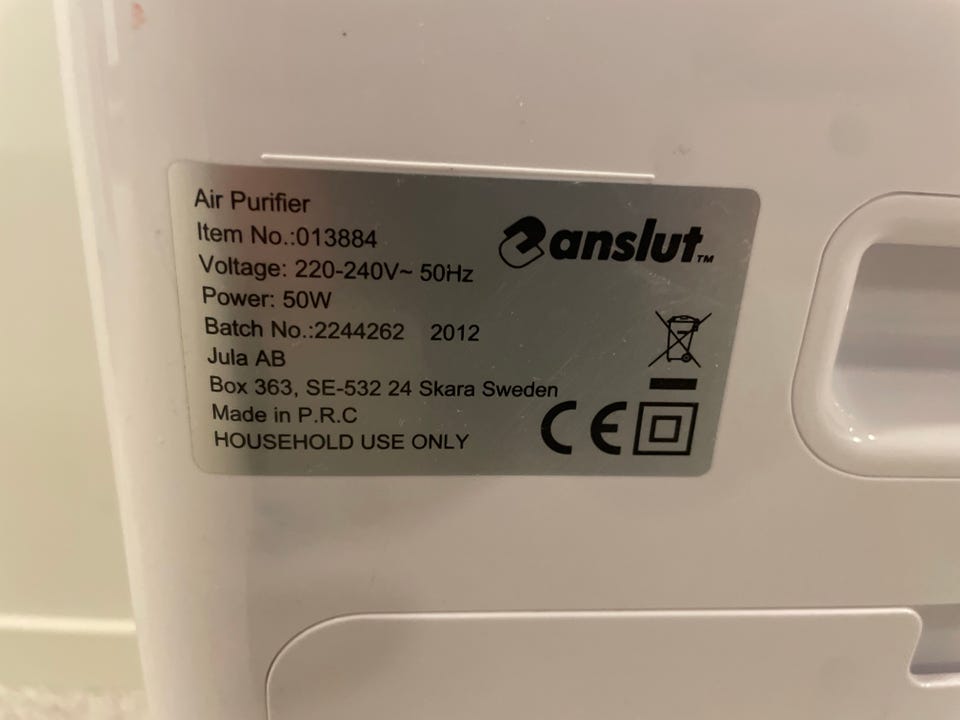 Air Purifier
Item No.:013884
Voltage: 220-240V~ 50Hz
Power: 50W
Batch No.:2244262 2012
Jula AB
Box 363, SE-532 24 Skara Sweden
Made in P.R.C
HOUSEHOLD USE ONLY
anslut™
CE